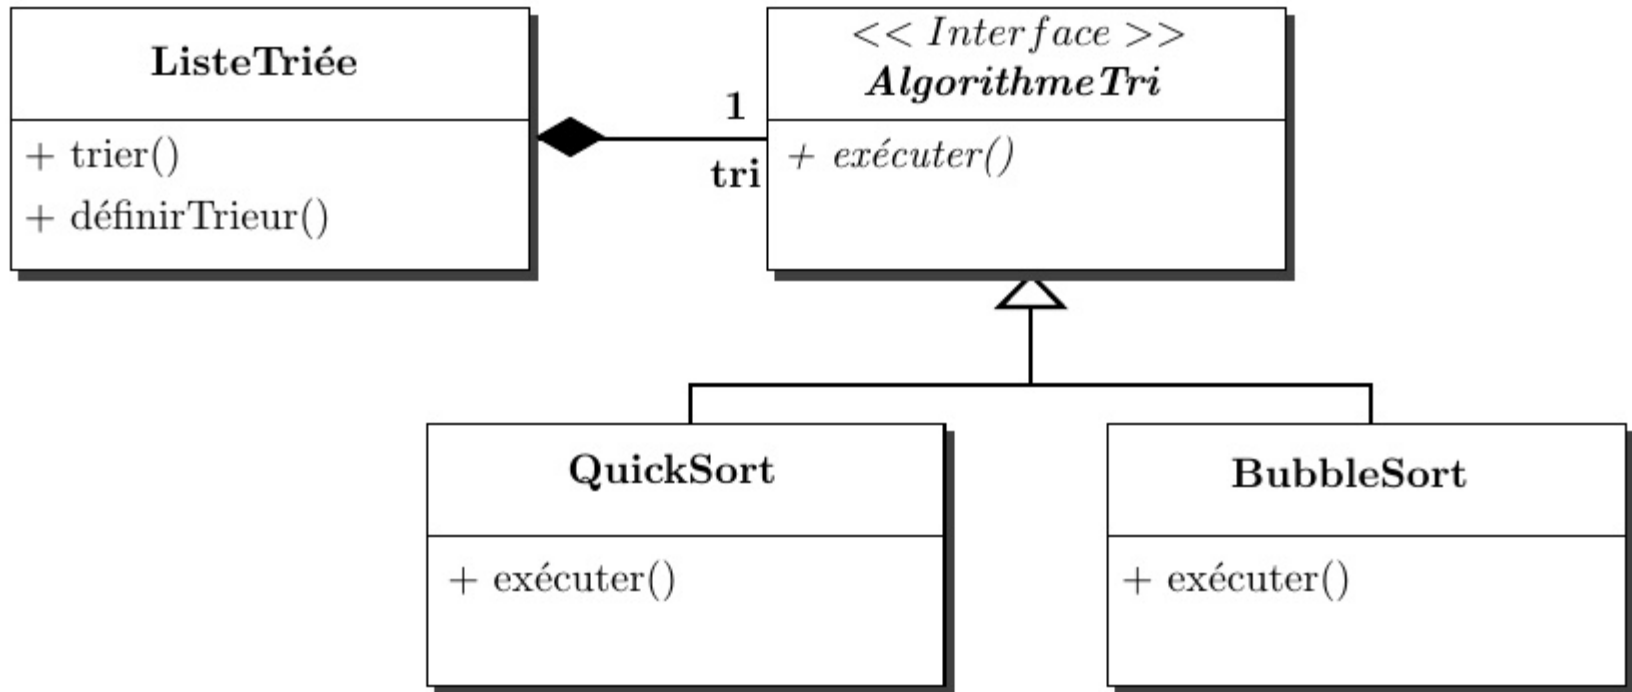 ListeTriée
+ trier()
+ définirTrieur()
1
tri
<< Interface >>
AlgorithmeTri
+ exécuter()
QuickSort
+ exécuter()
BubbleSort
+ exécuter()